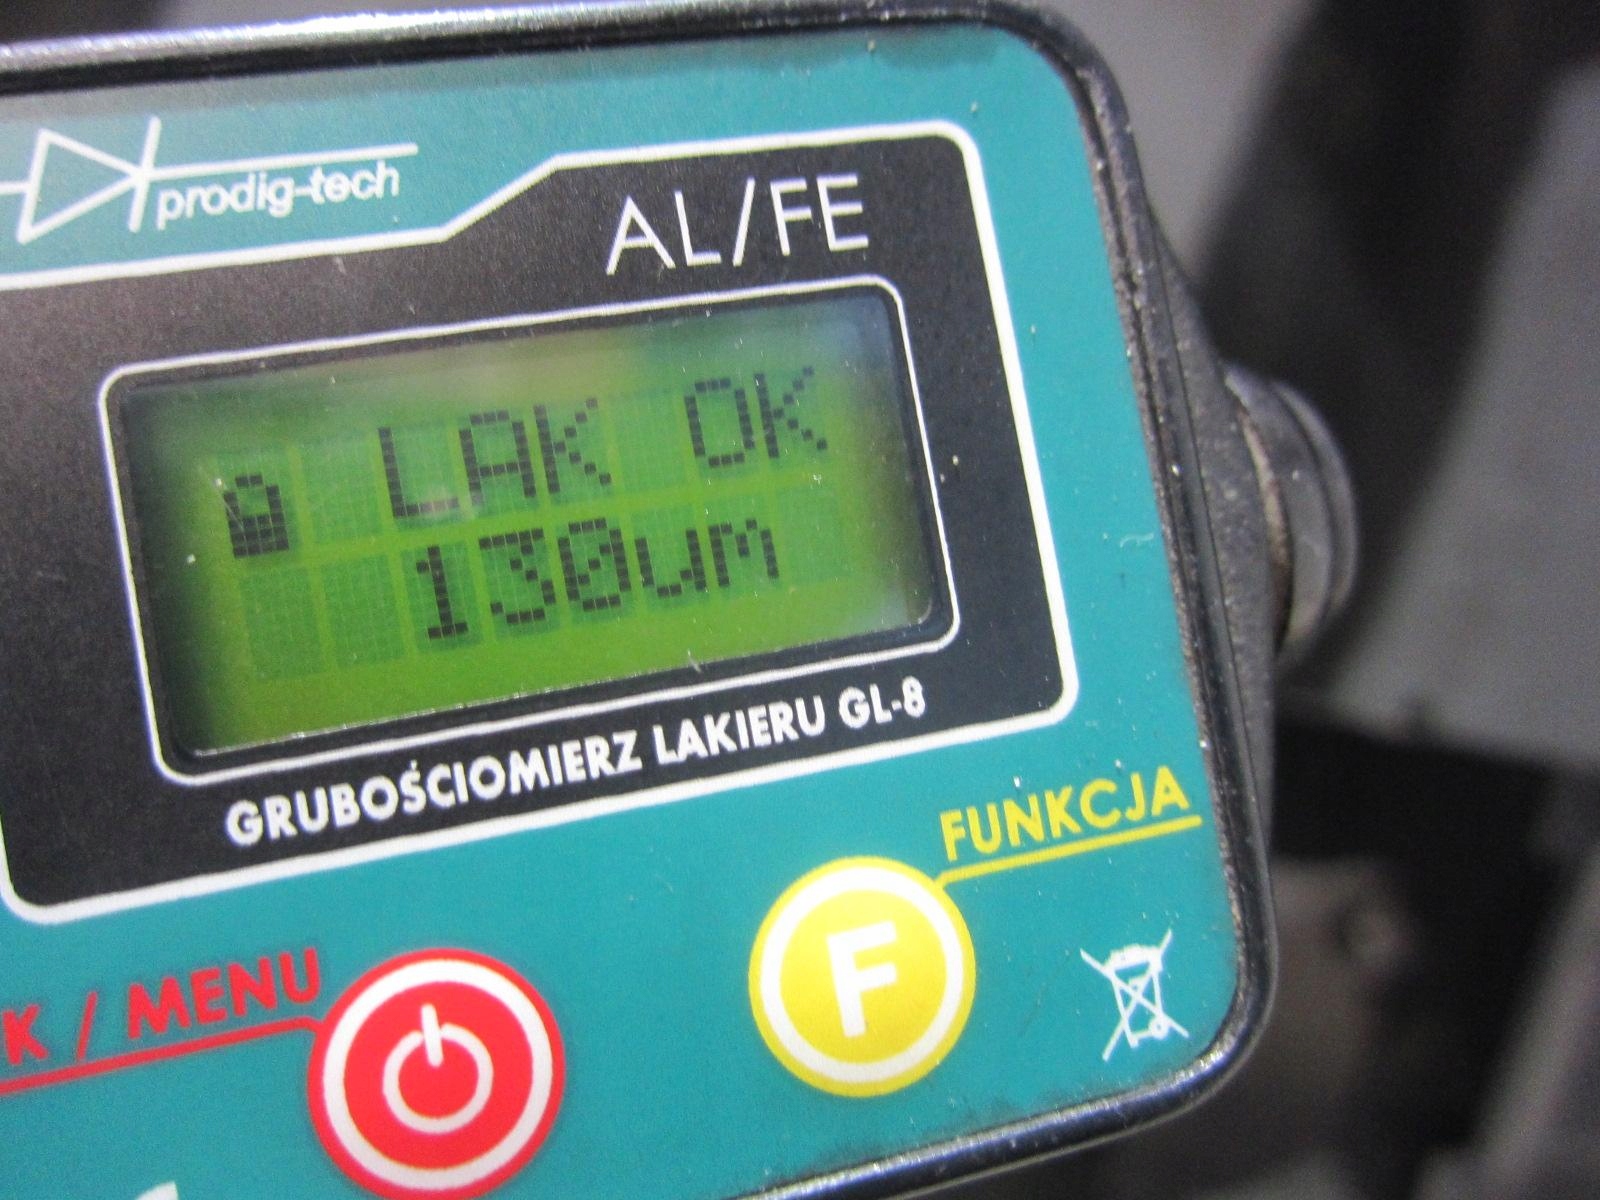 prodig-tech
AL/FE
LAK OK
130um
GRUBOŚCIOMIERZ LAKIERU GL-8
FUNKCJA
F
K / MENU